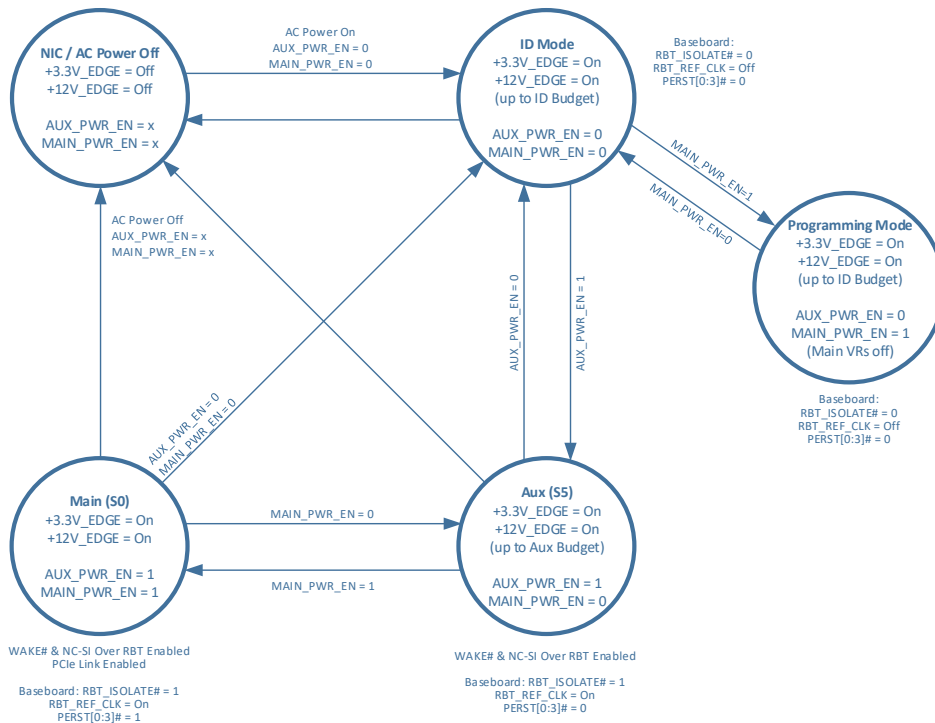 NIC / AC Power Off
+3.3V_EDGE = Off
+12V_EDGE = Off
AUX_PWR_EN = x
MAIN_PWR_EN = x
AC Power On
AUX_PWR_EN = 0
MAIN_PWR_EN = 0
ID Mode
+3.3V_EDGE = On
+12V_EDGE = On
(up to ID Budget)
AUX_PWR_EN = 0
MAIN_PWR_EN = 0
Baseboard:
RBT_ISOLATE# = 0
RBT_REF_CLK = Off
PERST[0:3]# = 0
MAIN_PWR_EN=1
MAIN_PWR_EN=0
Programming Mode
+3.3V_EDGE = On
+12V_EDGE = On
(up to ID Budget)
AUX_PWR_EN = 0
MAIN_PWR_EN = 1
(Main VRs off)
Baseboard:
RBT_ISOLATE# = 0
RBT_REF_CLK = Off
PERST[0:3]# = 0
AC Power Off
AUX_PWR_EN = x
MAIN_PWR_EN = x
AUX_PWR_EN = 0
AUX_PWR_EN = 1
AUX_PWR_EN = 0
MAIN_PWR_EN = 0
Main (S0)
+3.3V_EDGE = On
+12V_EDGE = On
AUX_PWR_EN = 1
MAIN_PWR_EN = 1
MAIN_PWR_EN = 0
MAIN_PWR_EN = 1
Aux (S5)
+3.3V_EDGE = On
+12V_EDGE = On
(up to Aux Budget)
AUX_PWR_EN = 1
MAIN_PWR_EN = 0
WAKE# & NC-SI Over RBT Enabled
PCIe Link Enabled
Baseboard: RBT_ISOLATE# = 1
RBT_REF_CLK = On
PERST[0:3]# = 1
WAKE# & NC-SI Over RBT Enabled
Baseboard: RBT_ISOLATE# = 1
RBT_REF_CLK = On
PERST[0:3]# = 0